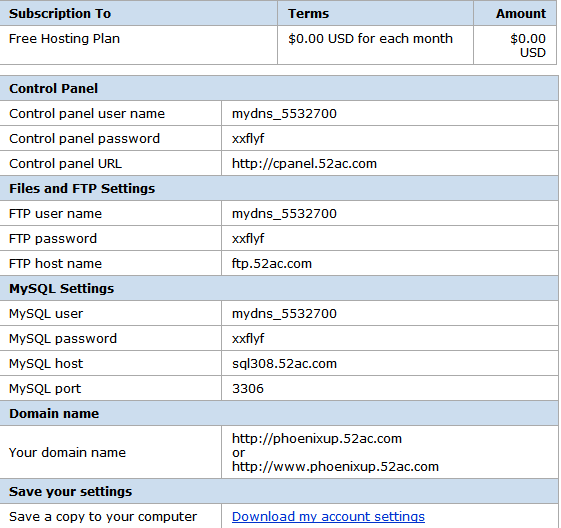 Subscription To Terms Amount
Free Hosting Plan $0.00 USD for each month $0.00
USD
Control Panel
Control panel user name mydns_5532700
Control panel password xxflyf
Control panel URL http://cpanel.52ac.com
Files and FTP Settings
FTP user name mydns_5532700
FTP password xxflyf
FTP host name ftp.52ac.com
MySQL Settings
MySQL user mydns_5532700
MySQL password xxflyf
MySQL host sql308.52ac.com
MySQL port 3306
Domain name
http://phoenixup.52ac.com
Your domain name or
http://www.phoenixup.52ac.com
Save your settings
Save a copy to your computer Download my account settings